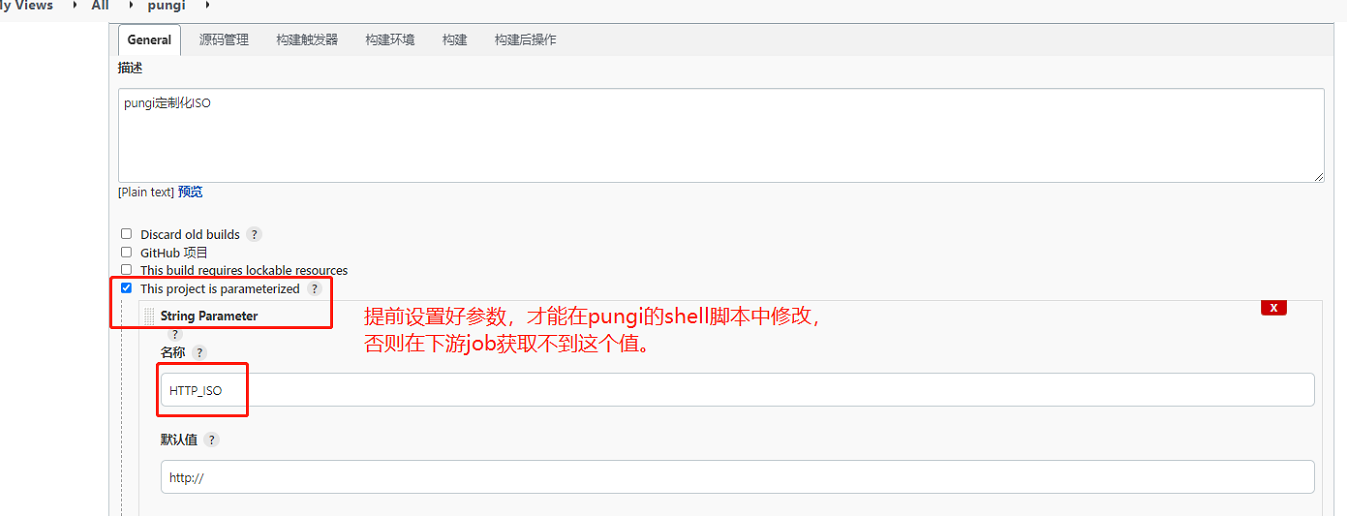 My Views All pungi
General 源码管理 构建触发器 构建环境 构建 构建后操作
描述
pungi定制化ISO
[Plain text] 预览
Discard old builds ?
GitHub 项目
This build requires lockable resources
This project is parameterized ?
String Parameter
X
?
提前设置好参数，才能在pungi的shell脚本中修改，
否则在下游job获取不到这个值。
名称 ?
HTTP_ISO
默认值 ?
http://